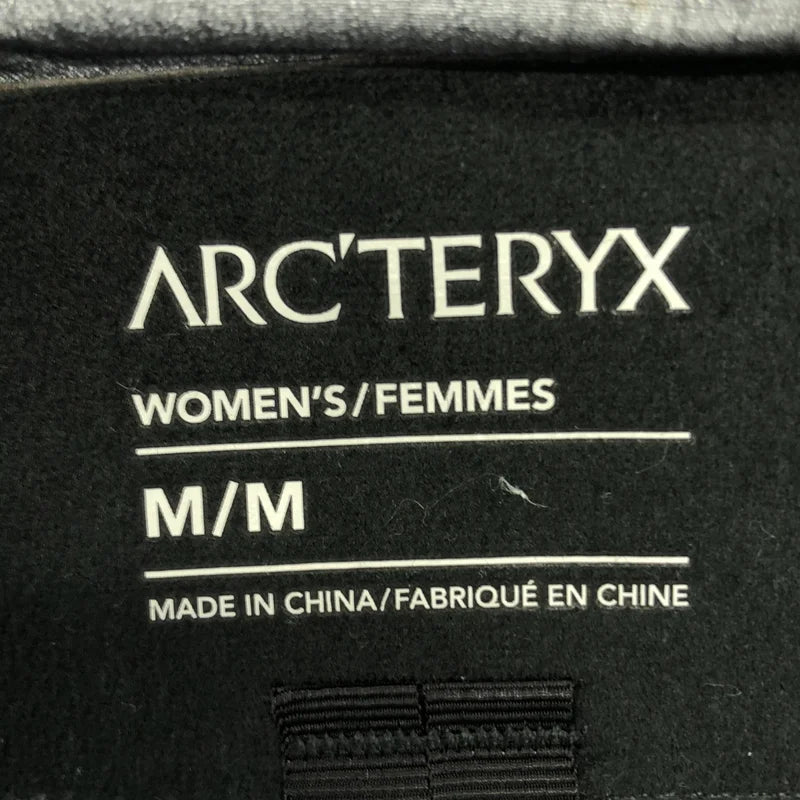 ARC'TERYX
WOMEN'S/FEMMES
M/M
MADE IN CHINA/FABRIQUÉ EN CHINE